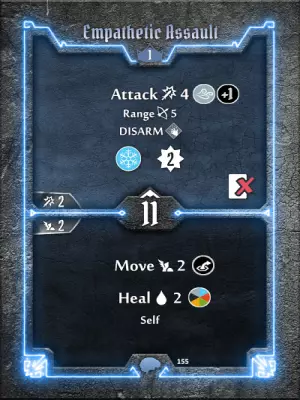 Empathetic Assault
1
Attack 4 +1
Range 5
DISARM
2
2
11
2
Move 2
Heal 2
Self
155